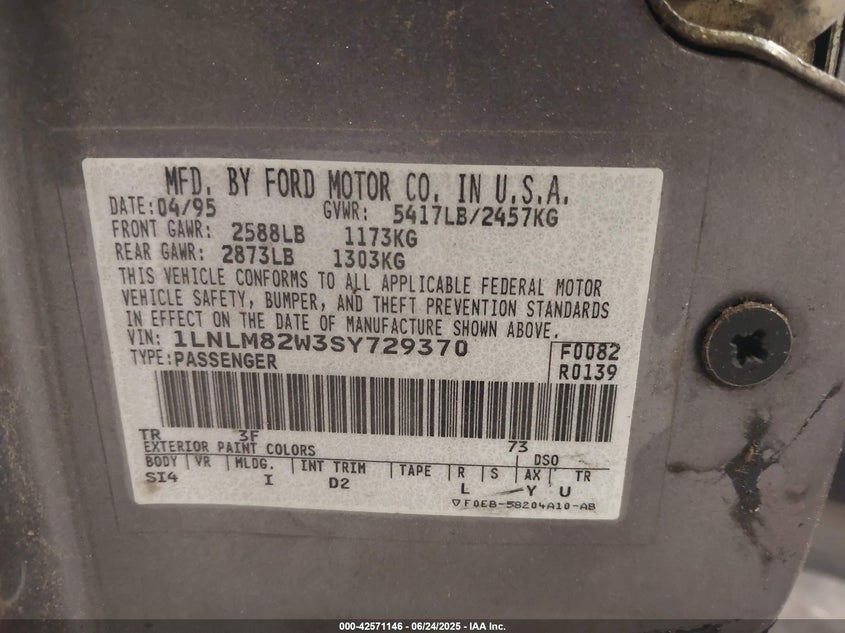 MFD. BY FORD MOTOR CO. IN U.S.A.
DATE: 04/95 GVWR: 5417LB/2457KG
FRONT GAWR: 2588LB 1173KG
REAR GAWR: 2873LB 1303KG
THIS VEHICLE CONFORMS TO ALL APPLICABLE FEDERAL MOTOR
VEHICLE SAFETY, BUMPER, AND THEFT PREVENTION STANDARDS
IN EFFECT ON THE DATE OF MANUFACTURE SHOWN ABOVE.
VIN: 1LNLM82W3SY729370 F0082
TYPE: PASSENGER R0139
TR 3F 73
EXTERIOR PAINT COLORS DSO
BODY VR MLDG. INT TRIM TAPE R S AX TR
SI4 I D2 L Y U
▽F0EB-58204A10-AB
000-42571146 - 06/24/2025 - IAA Inc.